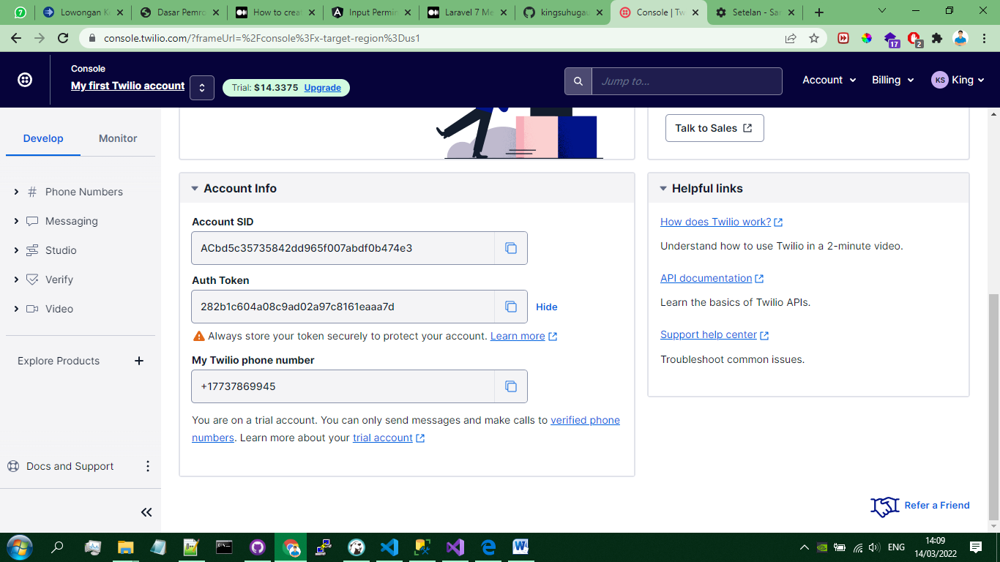 Lowongan K
Dasar Pemro
How to creat
Input Permin
Laravel 7 Me
kingsuhugau
Console | Tw
Setelan - Sa
console.twilio.com/?frameUrl=%2Fconsole%3Fx-target-region%3Dus1
17
2
Console
My first Twilio account
Trial: $14.3375 Upgrade
Jump to...
Account
Billing
KS King
Develop
Monitor
Phone Numbers
Messaging
Studio
Verify
Video
Explore Products
Docs and Support
Talk to Sales
Account Info
Account SID
ACbd5c35735842dd965f007abdf0b474e3
Auth Token
282b1c604a08c9ad02a97c8161eaaa7d
Hide
Always store your token securely to protect your account. Learn more
My Twilio phone number
+17737869945
You are on a trial account. You can only send messages and make calls to verified phone
numbers. Learn more about your trial account
Helpful links
How does Twilio work?
Understand how to use Twilio in a 2-minute video.
API documentation
Learn the basics of Twilio APIs.
Support help center
Troubleshoot common issues.
Refer a Friend
ENG
14:09
14/03/2022